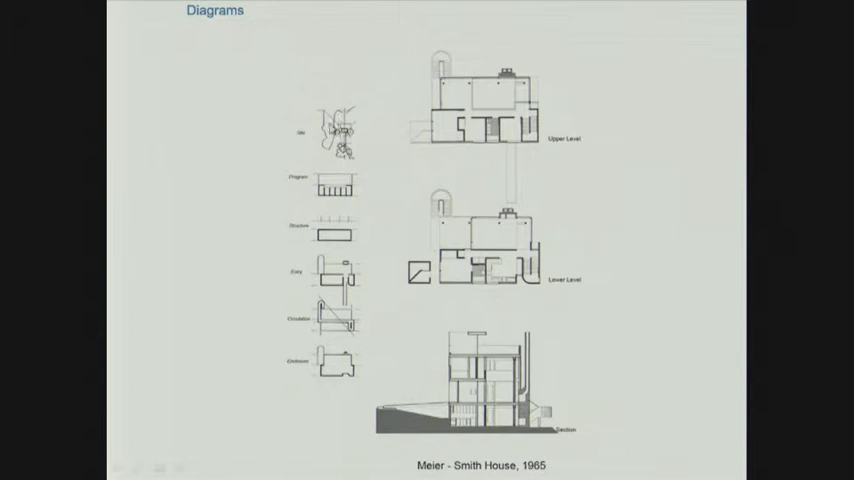 Diagrams
Site
Program
Structure
Entry
Circulation
Enclosure
Upper Level
Lower Level
Section
Meier - Smith House, 1965